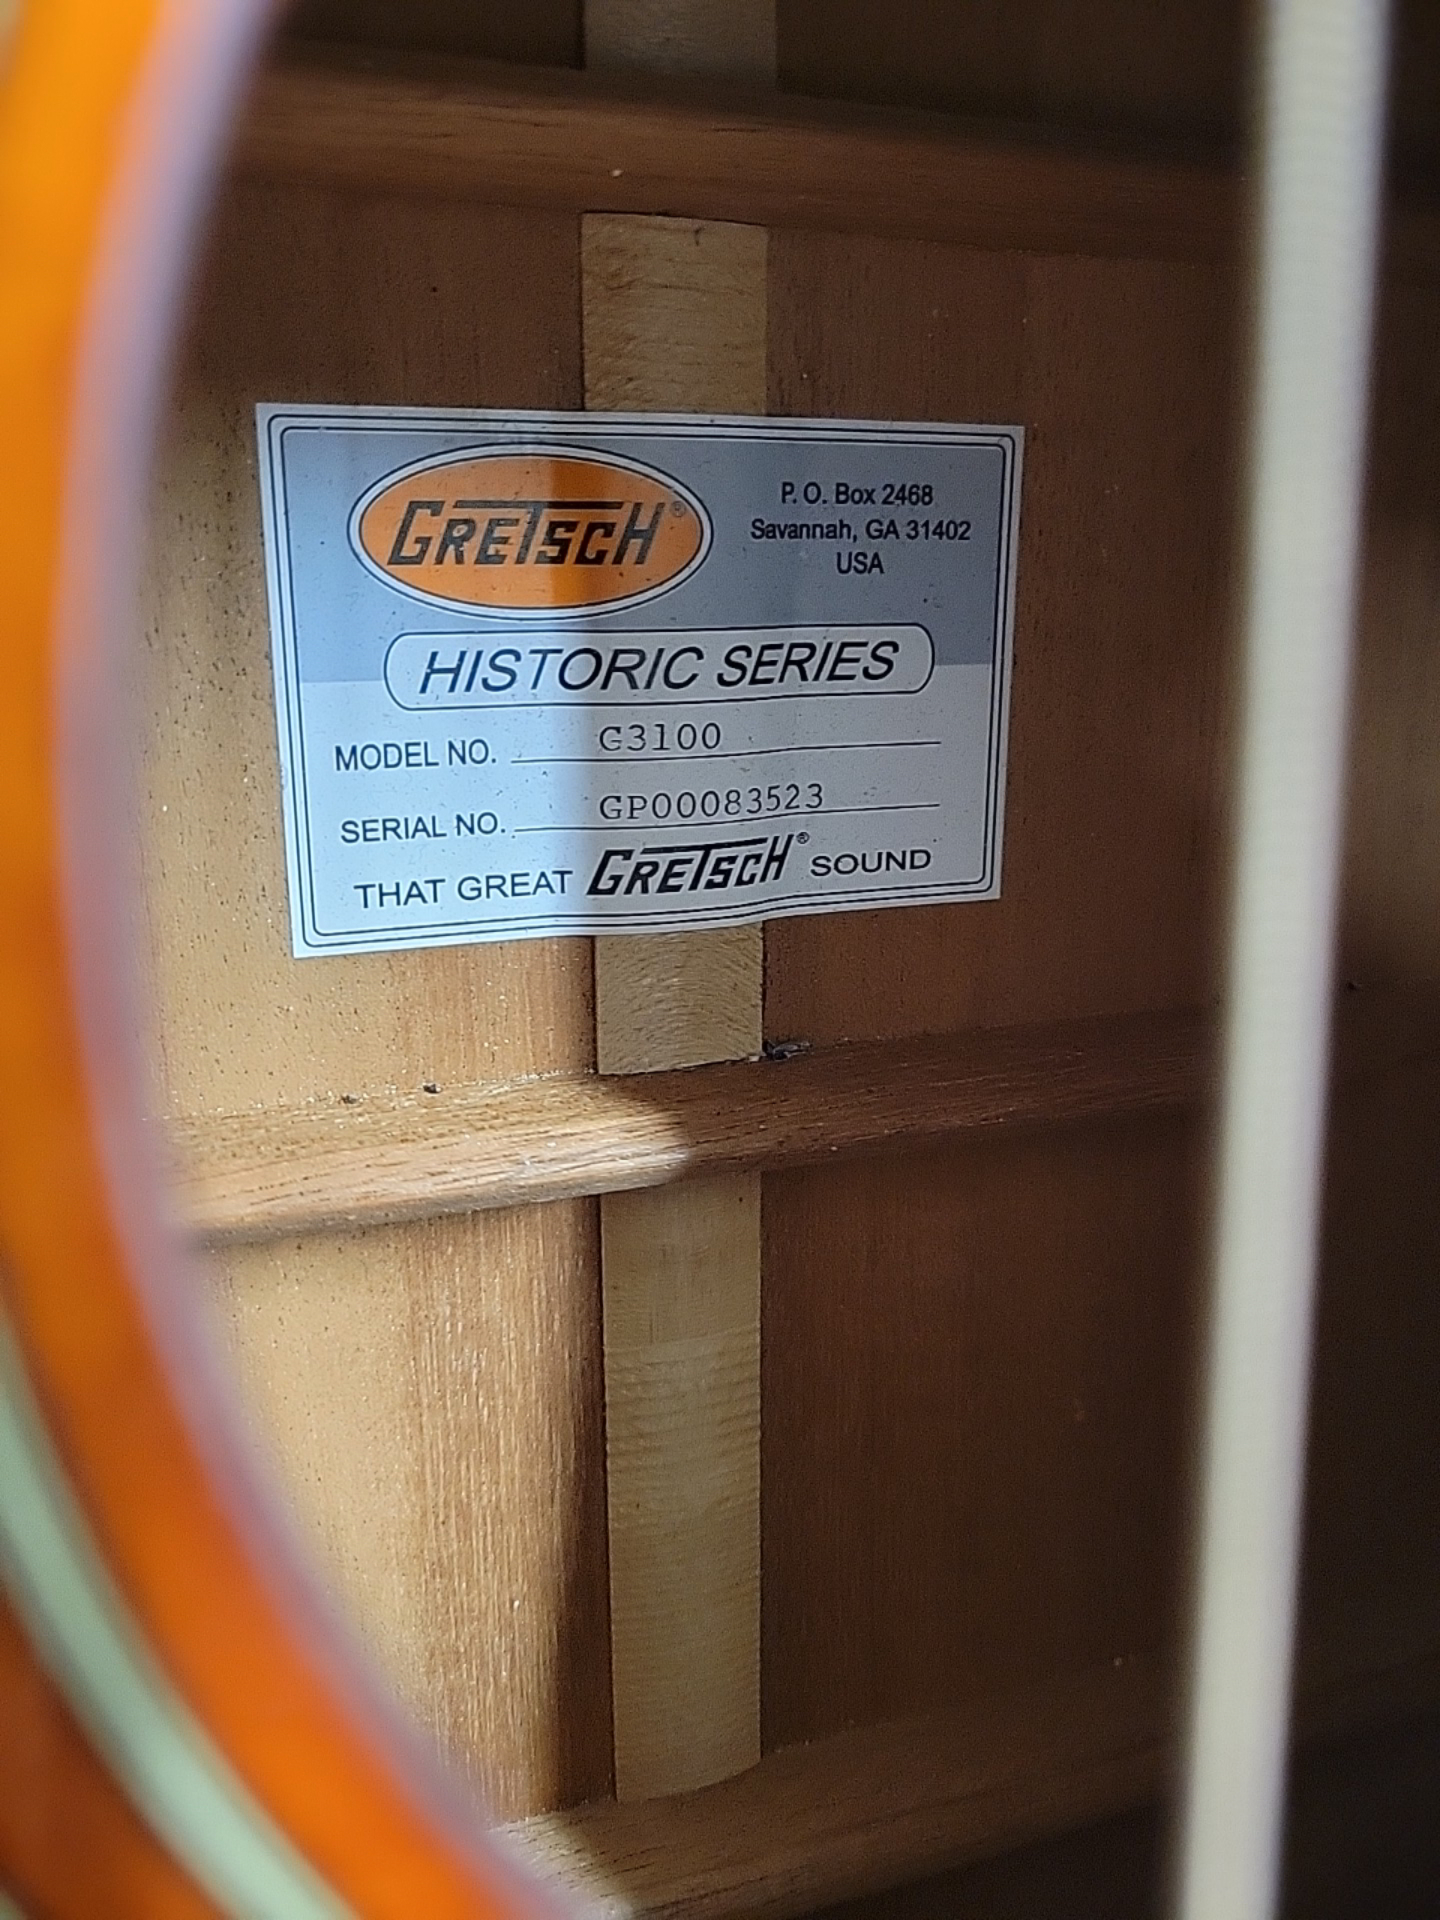 GRETSCH®
P. O. Box 2468
Savannah, GA 31402
USA
HISTORIC SERIES
MODEL NO. G3100
SERIAL NO. GP00083523
THAT GREAT GRETSCH® SOUND